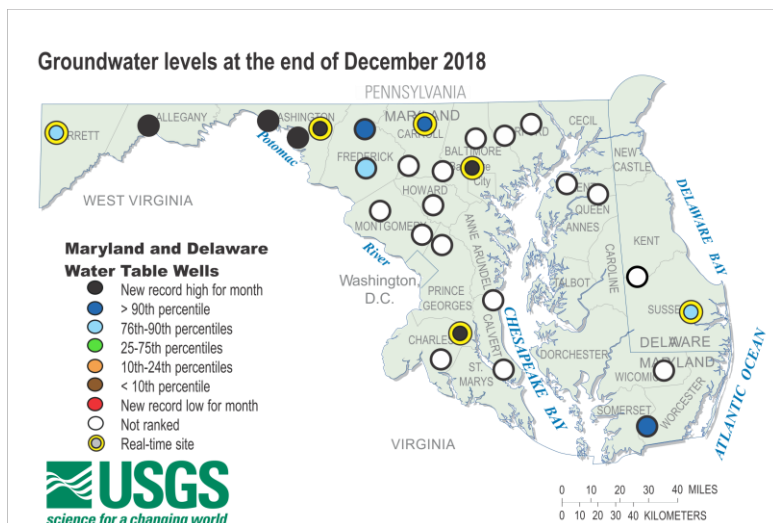 Groundwater levels at the end of December 2018
PENNSYLVANIA
MARYLAND
ALLEGANY
CARROLL
CECIL
BALTIMORE
Potomac
FREDERICK
City
NEW
CASTLE
HOWARD
WEST VIRGINIA
QUEEN
ANNES
MONTGOMERY
DELAWARE BAY
KENT
ANNE ARUNDEL
River
Maryland and Delaware
Water Table Wells
Washington,
D.C.
TALBOT
CAROLINE
New record high for month
> 90th percentile
76th-90th percentiles
25-75th percentiles
10th-24th percentiles
< 10th percentile
New record low for month
Not ranked
Real-time site
PRINCE
GEORGES
CHARLES
CALVERT
CHESAPEAKE BAY
DELAWARE
MARYLAND
DORCHESTER
ST.
MARYS
WICOMICO
SOMERSET
WORCESTER
ATLANTIC OCEAN
VIRGINIA
USGS
science for a changing world
0 10 20 30 40 MILES
0 10 20 30 40 KILOMETERS